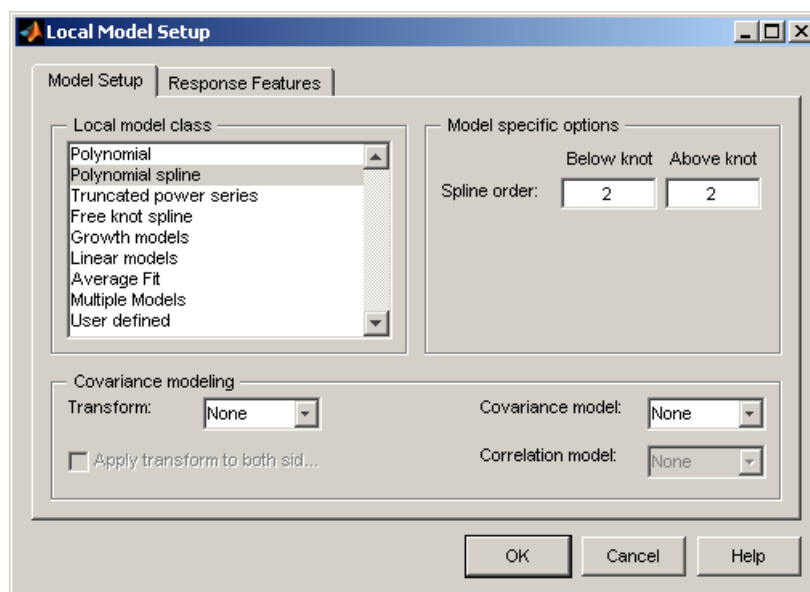 Local Model Setup
Model Setup
Response Features
Local model class
Polynomial
Polynomial spline
Truncated power series
Free knot spline
Growth models
Linear models
Average Fit
Multiple Models
User defined
Model specific options
Below knot Above knot
Spline order: 2 2
Covariance modeling
Transform: None
Apply transform to both sid...
Covariance model: None
Correlation model: None
OK Cancel Help